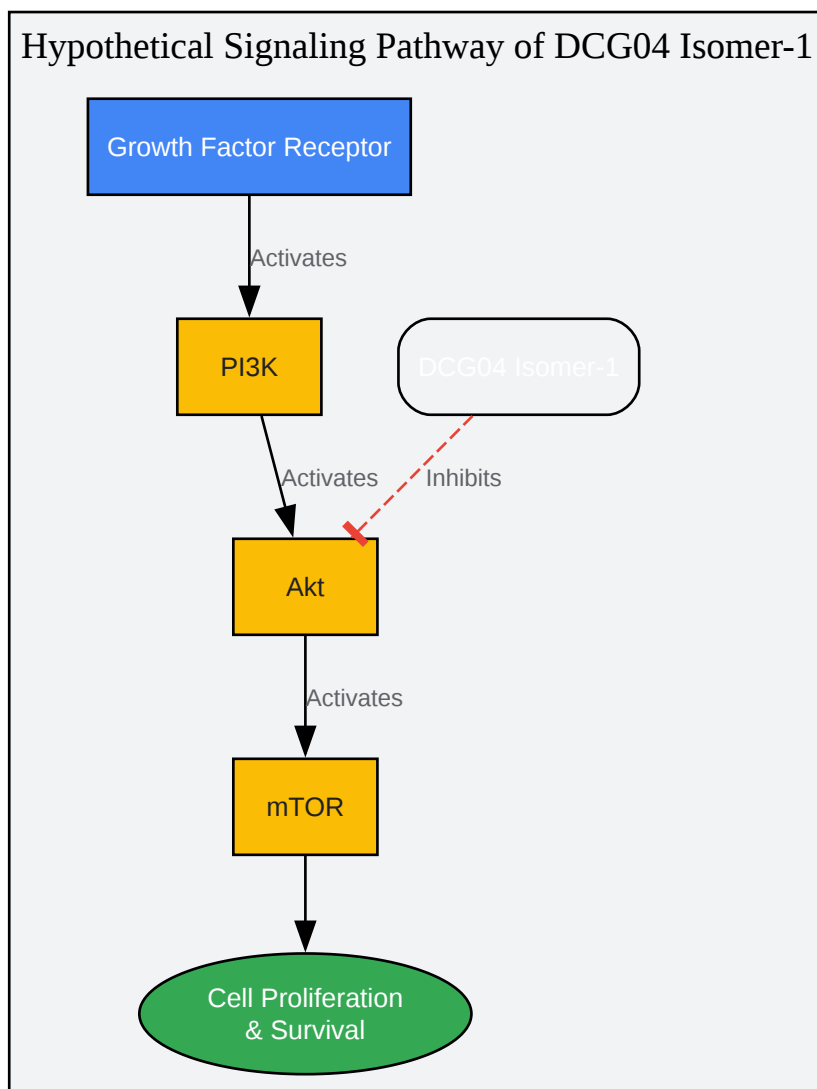 Hypothetical Signaling Pathway of DCG04 Isomer-1
Growth Factor Receptor
Activates
PI3K
DCG04 Isomer-1
Activates
Inhibits
Akt
Activates
mTOR
Cell Proliferation
& Survival